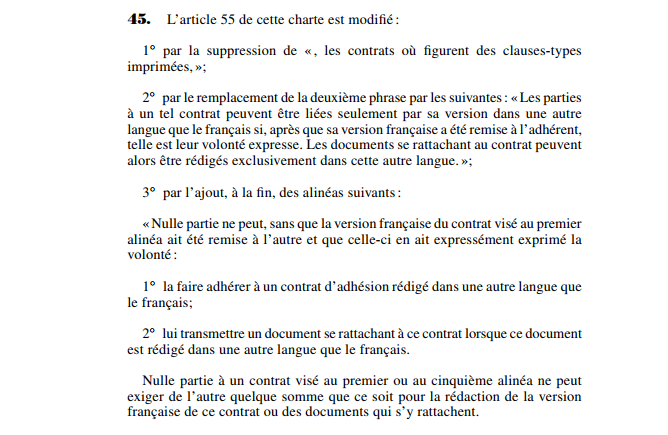 45. L’article 55 de cette charte est modifié :
1° par la suppression de « , les contrats où figurent des clauses-types
imprimées, » ;
2° par le remplacement de la deuxième phrase par les suivantes : « Les parties
à un tel contrat peuvent être liées seulement par sa version dans une autre
langue que le français si, après que sa version française a été remise à l’adhérent,
telle est leur volonté expresse. Les documents se rattachant au contrat peuvent
alors être rédigés exclusivement dans cette autre langue. » ;
3° par l’ajout, à la fin, des alinéas suivants :
« Nulle partie ne peut, sans que la version française du contrat visé au premier
alinéa ait été remise à l’autre et que celle-ci en ait expressément exprimé la
volonté :
1° la faire adhérer à un contrat d’adhésion rédigé dans une autre langue que
le français;
2° lui transmettre un document se rattachant à ce contrat lorsque ce document
est rédigé dans une autre langue que le français.
Nulle partie à un contrat visé au premier ou au cinquième alinéa ne peut
exiger de l’autre quelque somme que ce soit pour la rédaction de la version
française de ce contrat ou des documents qui s’y rattachent.